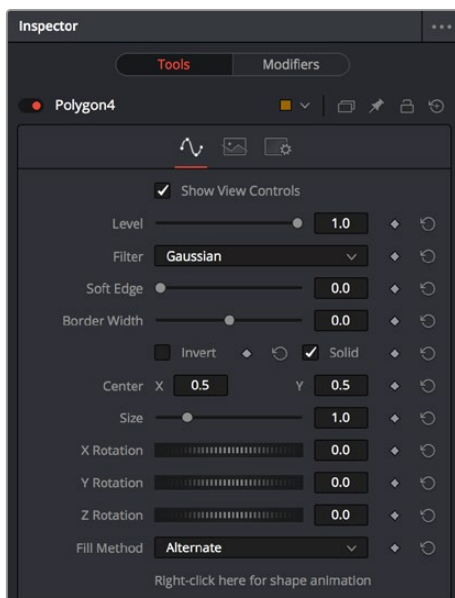 Inspector
Tools Modifiers
Polygon4
Show View Controls
Level 1.0
Filter Gaussian
Soft Edge 0.0
Border Width 0.0
Invert Solid
Center X 0.5 Y 0.5
Size 1.0
X Rotation 0.0
Y Rotation 0.0
Z Rotation 0.0
Fill Method Alternate
Right-click here for shape animation